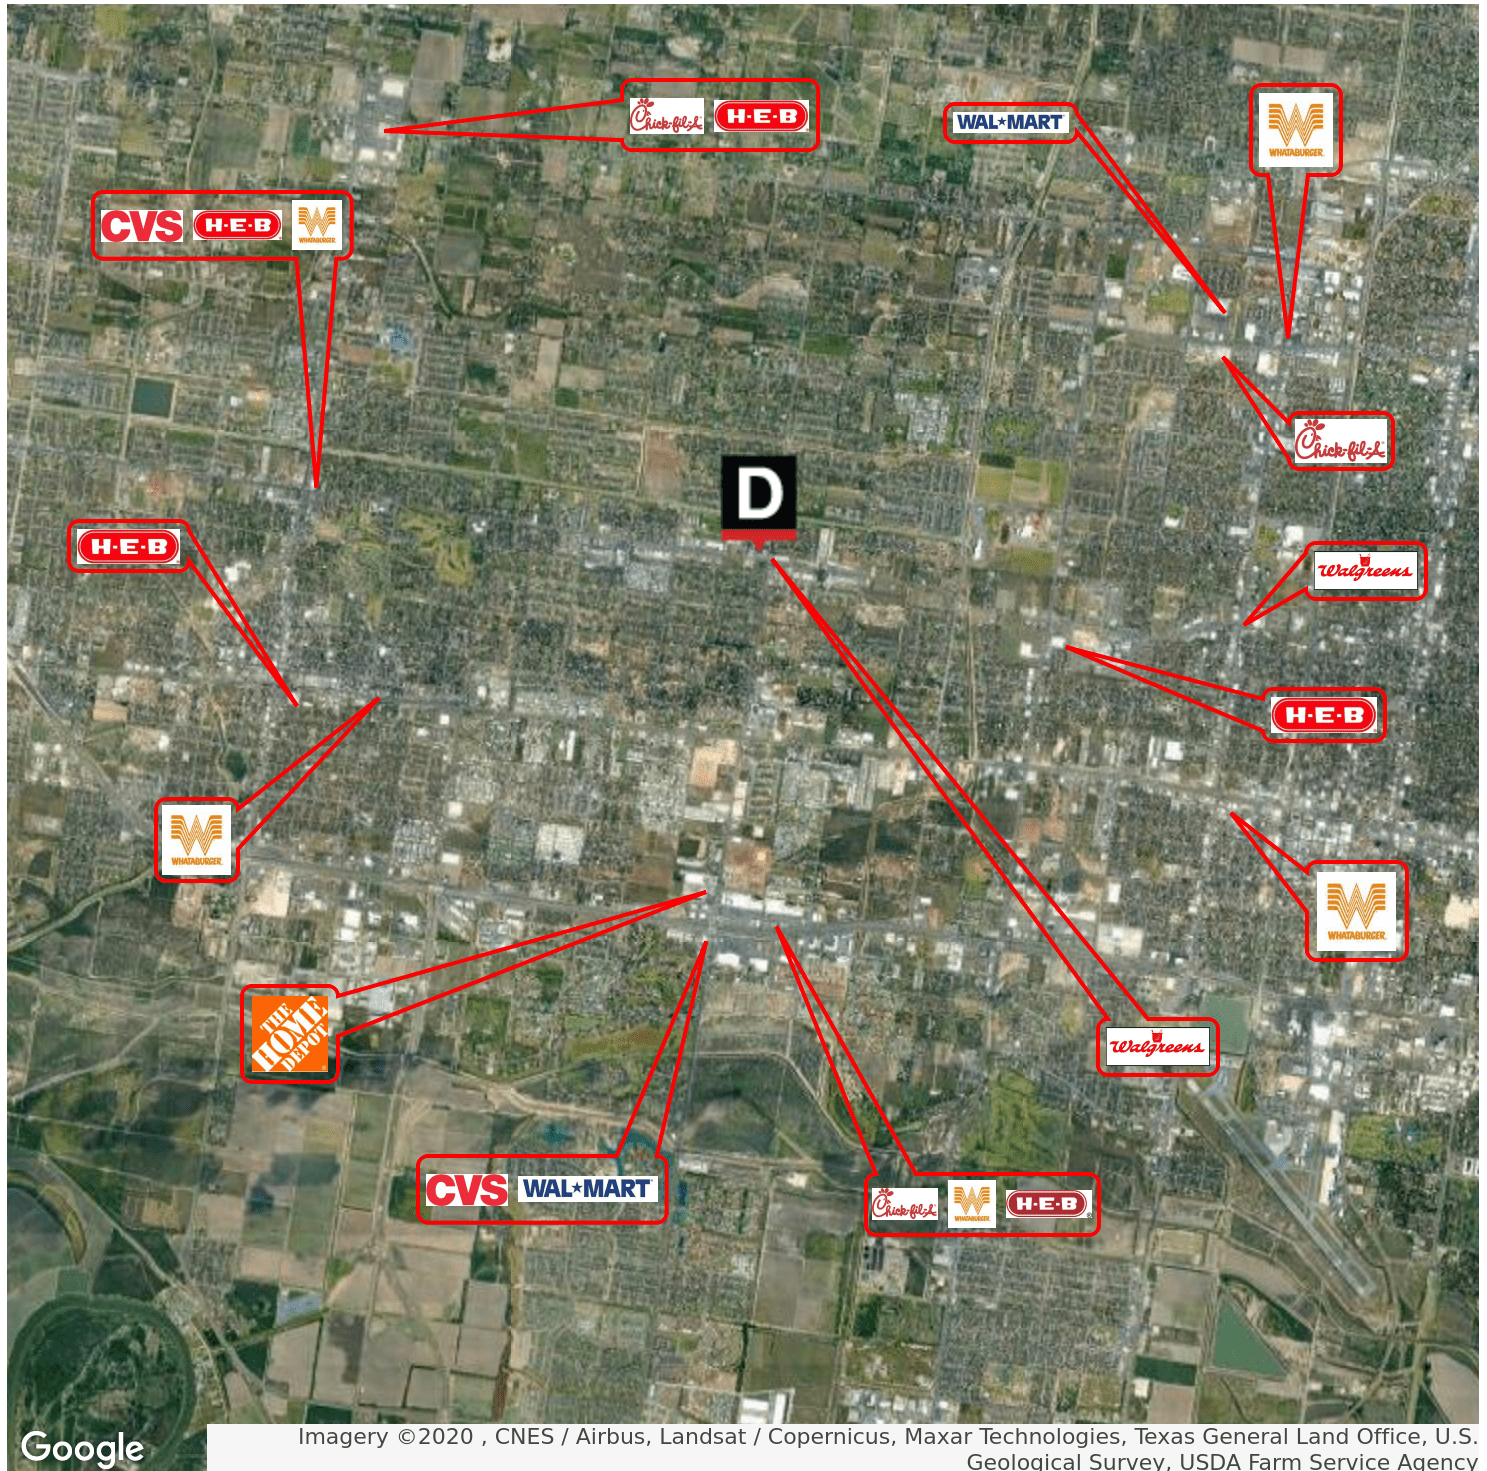 Chick-fil-A H-E-B
WAL★MART
WHATABURGER
CVS H-E-B WHATABURGER
Chick-fil-A
D
H-E-B
Walgreens
H-E-B
WHATABURGER
WHATABURGER
THE
HOME
DEPOT
Walgreens
CVS WAL★MART
Chick-fil-A WHATABURGER H-E-B
Google
Imagery ©2020 , CNES / Airbus, Landsat / Copernicus, Maxar Technologies, Texas General Land Office, U.S.
Geological Survey, USDA Farm Service Agency